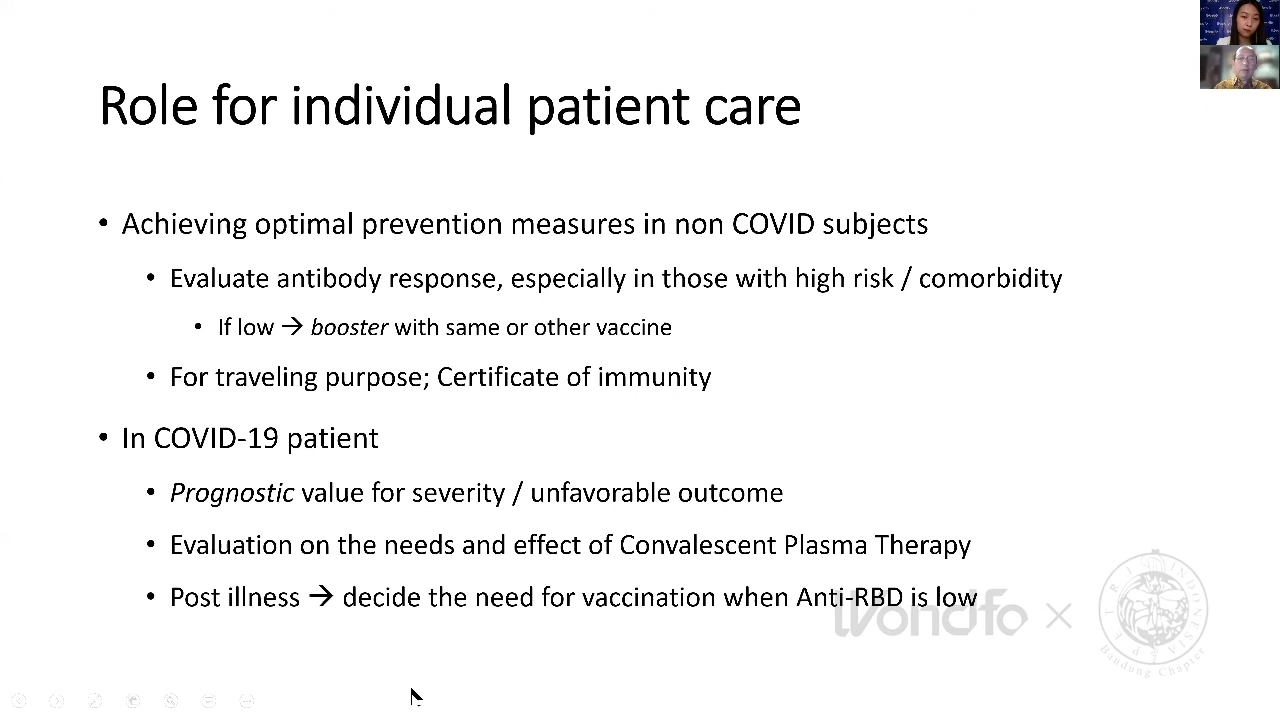 Role for individual patient care
• Achieving optimal prevention measures in non COVID subjects
• Evaluate antibody response, especially in those with high risk / comorbidity
• If low → booster with same or other vaccine
• For traveling purpose; Certificate of immunity
• In COVID-19 patient
• Prognostic value for severity / unfavorable outcome
• Evaluation on the needs and effect of Convalescent Plasma Therapy
• Post illness → decide the need for vaccination when Anti-RBD is low
wondfo ×
Bandung Chapter